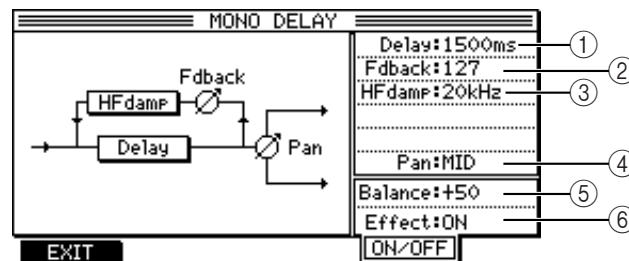 MONO DELAY
Fdback
HFdamp
Delay
Pan
Delay:1500ms
①
Fdback:127
②
HFdamp:20kHz
③
Pan:MID
④
Balance:+50
⑤
Effect:ON
⑥
EXIT
ON/OFF